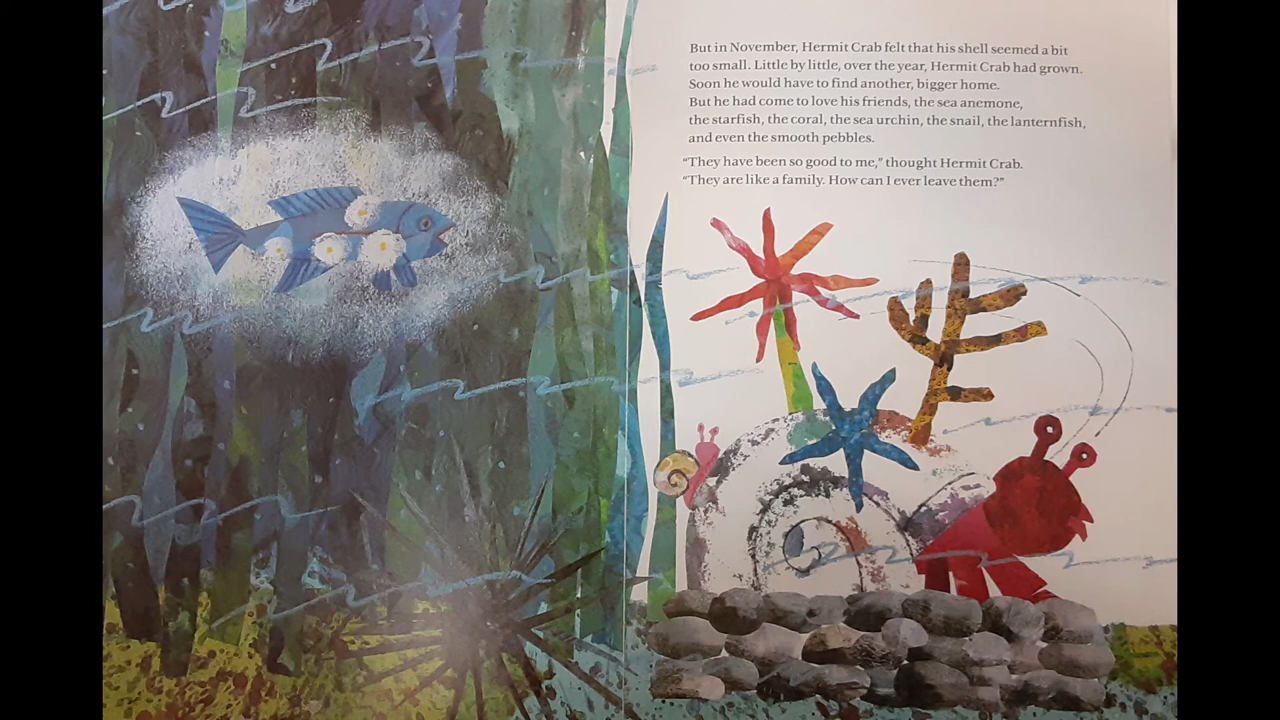 But in November, Hermit Crab felt that his shell seemed a bit
too small. Little by little, over the year, Hermit Crab had grown.
Soon he would have to find another, bigger home.
But he had come to love his friends, the sea anemone,
the starfish, the coral, the sea urchin, the snail, the lanternfish,
and even the smooth pebbles.
“They have been so good to me,” thought Hermit Crab.
“They are like a family. How can I ever leave them?”